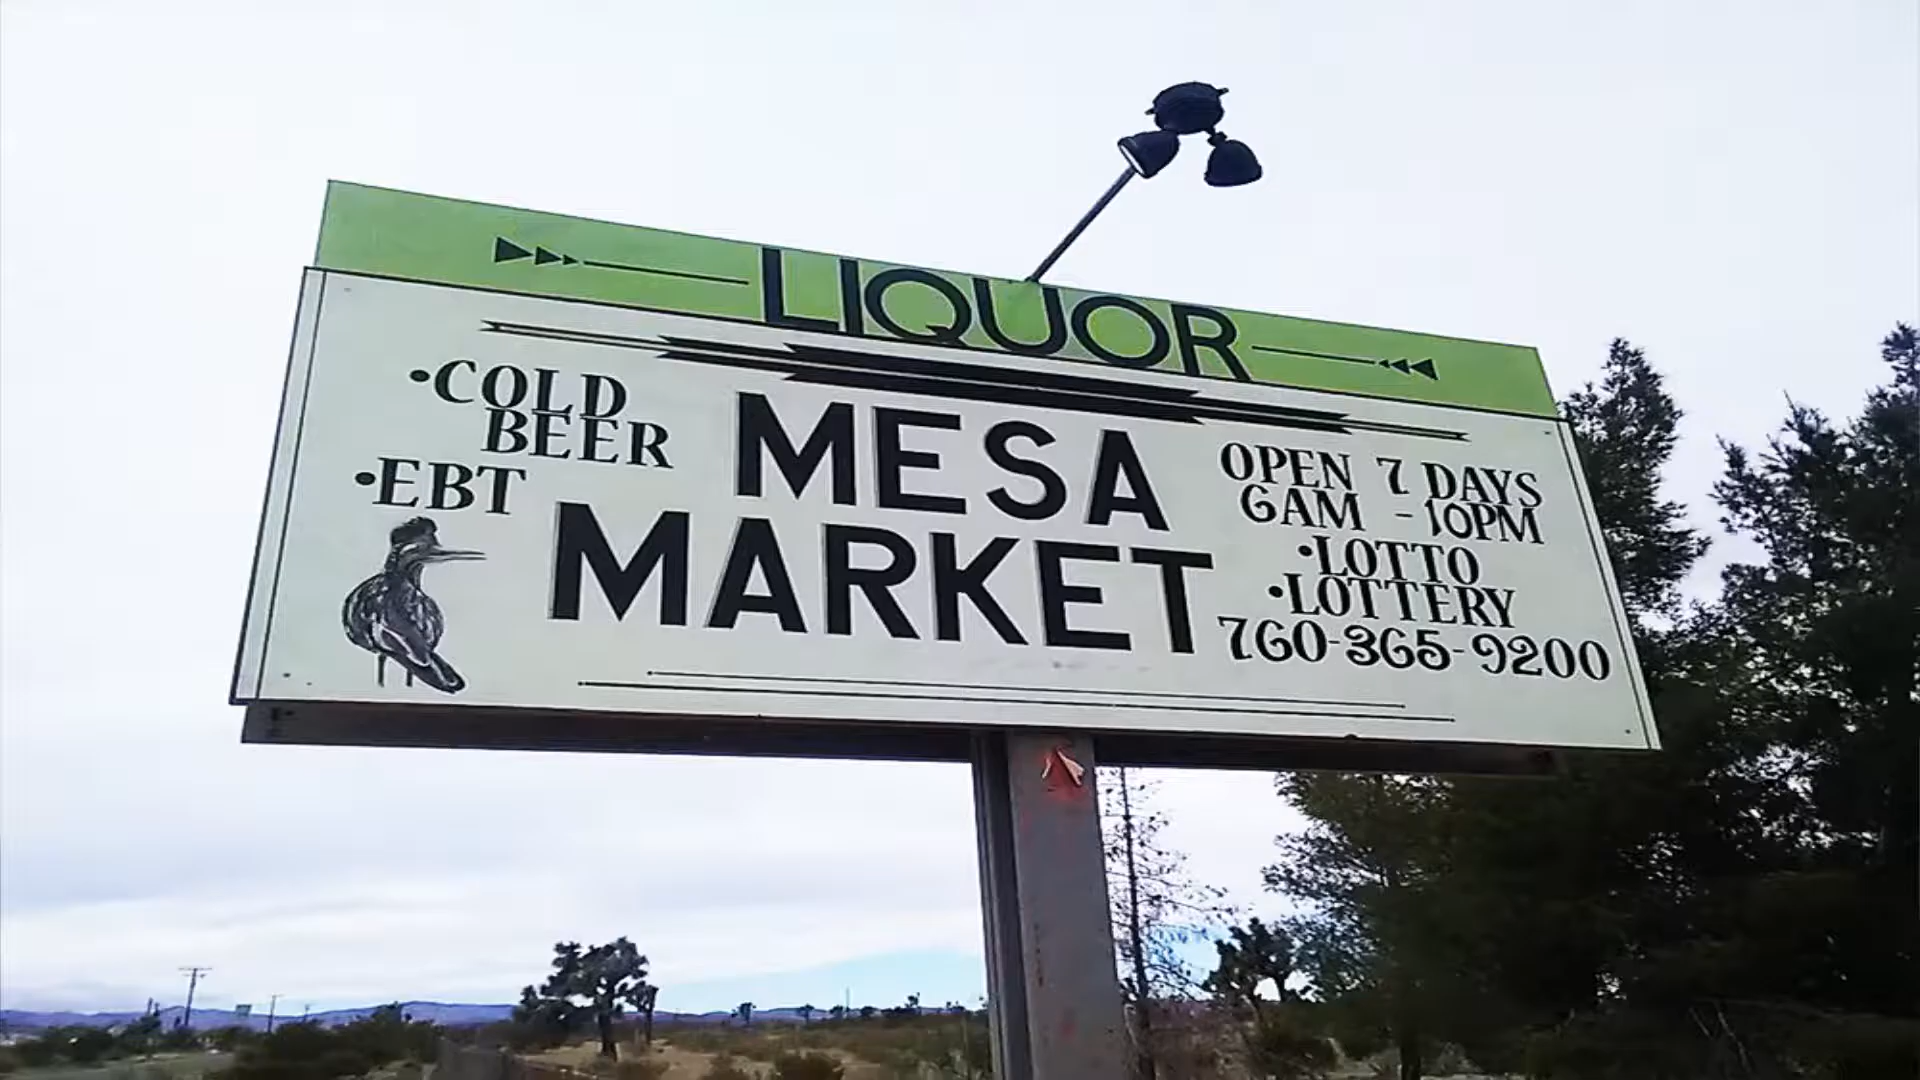 LIQUOR
•COLD
BEER
•EBT
MESA
MARKET
OPEN 7 DAYS
6AM - 10PM
•LOTTO
•LOTTERY
760-365-9200